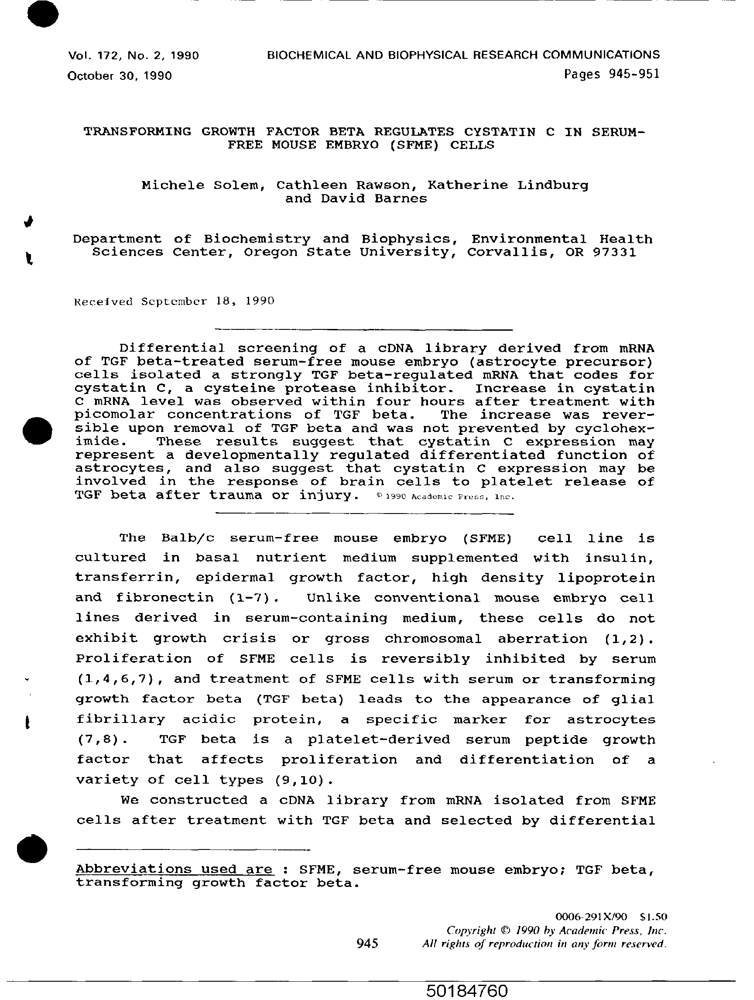 Vol. 172, No. 2, 1990 BIOCHEMICAL AND BIOPHYSICAL RESEARCH COMMUNICATIONS
October 30, 1990 Pages 945-951
TRANSFORMING GROWTH FACTOR BETA REGULATES CYSTATIN C IN SERUM-
FREE MOUSE EMBRYO (SFME) CELLS
Michele Solem, Cathleen Rawson, Katherine Lindburg
and David Barnes
Department of Biochemistry and Biophysics, Environmental Health
Sciences Center, Oregon State University, Corvallis, OR 97331
Received September 18, 1990
Differential screening of a cDNA library derived from mRNA
of TGF beta-treated serum-free mouse embryo (astrocyte precursor)
cells isolated a strongly TGF beta-regulated mRNA that codes for
cystatin C, a cysteine protease inhibitor. Increase in cystatin
C mRNA level was observed within four hours after treatment with
picomolar concentrations of TGF beta. The increase was rever-
sible upon removal of TGF beta and was not prevented by cyclohex-
imide. These results suggest that cystatin C expression may
represent a developmentally regulated differentiated function of
astrocytes, and also suggest that cystatin C expression may be
involved in the response of brain cells to platelet release of
TGF beta after trauma or injury. © 1990 Academic Press, Inc.
The Balb/c serum-free mouse embryo (SFME) cell line is
cultured in basal nutrient medium supplemented with insulin,
transferrin, epidermal growth factor, high density lipoprotein
and fibronectin (1-7). Unlike conventional mouse embryo cell
lines derived in serum-containing medium, these cells do not
exhibit growth crisis or gross chromosomal aberration (1,2).
Proliferation of SFME cells is reversibly inhibited by serum
(1,4,6,7), and treatment of SFME cells with serum or transforming
growth factor beta (TGF beta) leads to the appearance of glial
fibrillary acidic protein, a specific marker for astrocytes
(7,8). TGF beta is a platelet-derived serum peptide growth
factor that affects proliferation and differentiation of a
variety of cell types (9,10).
We constructed a cDNA library from mRNA isolated from SFME
cells after treatment with TGF beta and selected by differential
Abbreviations used are : SFME, serum-free mouse embryo; TGF beta,
transforming growth factor beta.
0006-291X/90 $1.50
Copyright © 1990 by Academic Press, Inc.
945 All rights of reproduction in any form reserved.
50184760